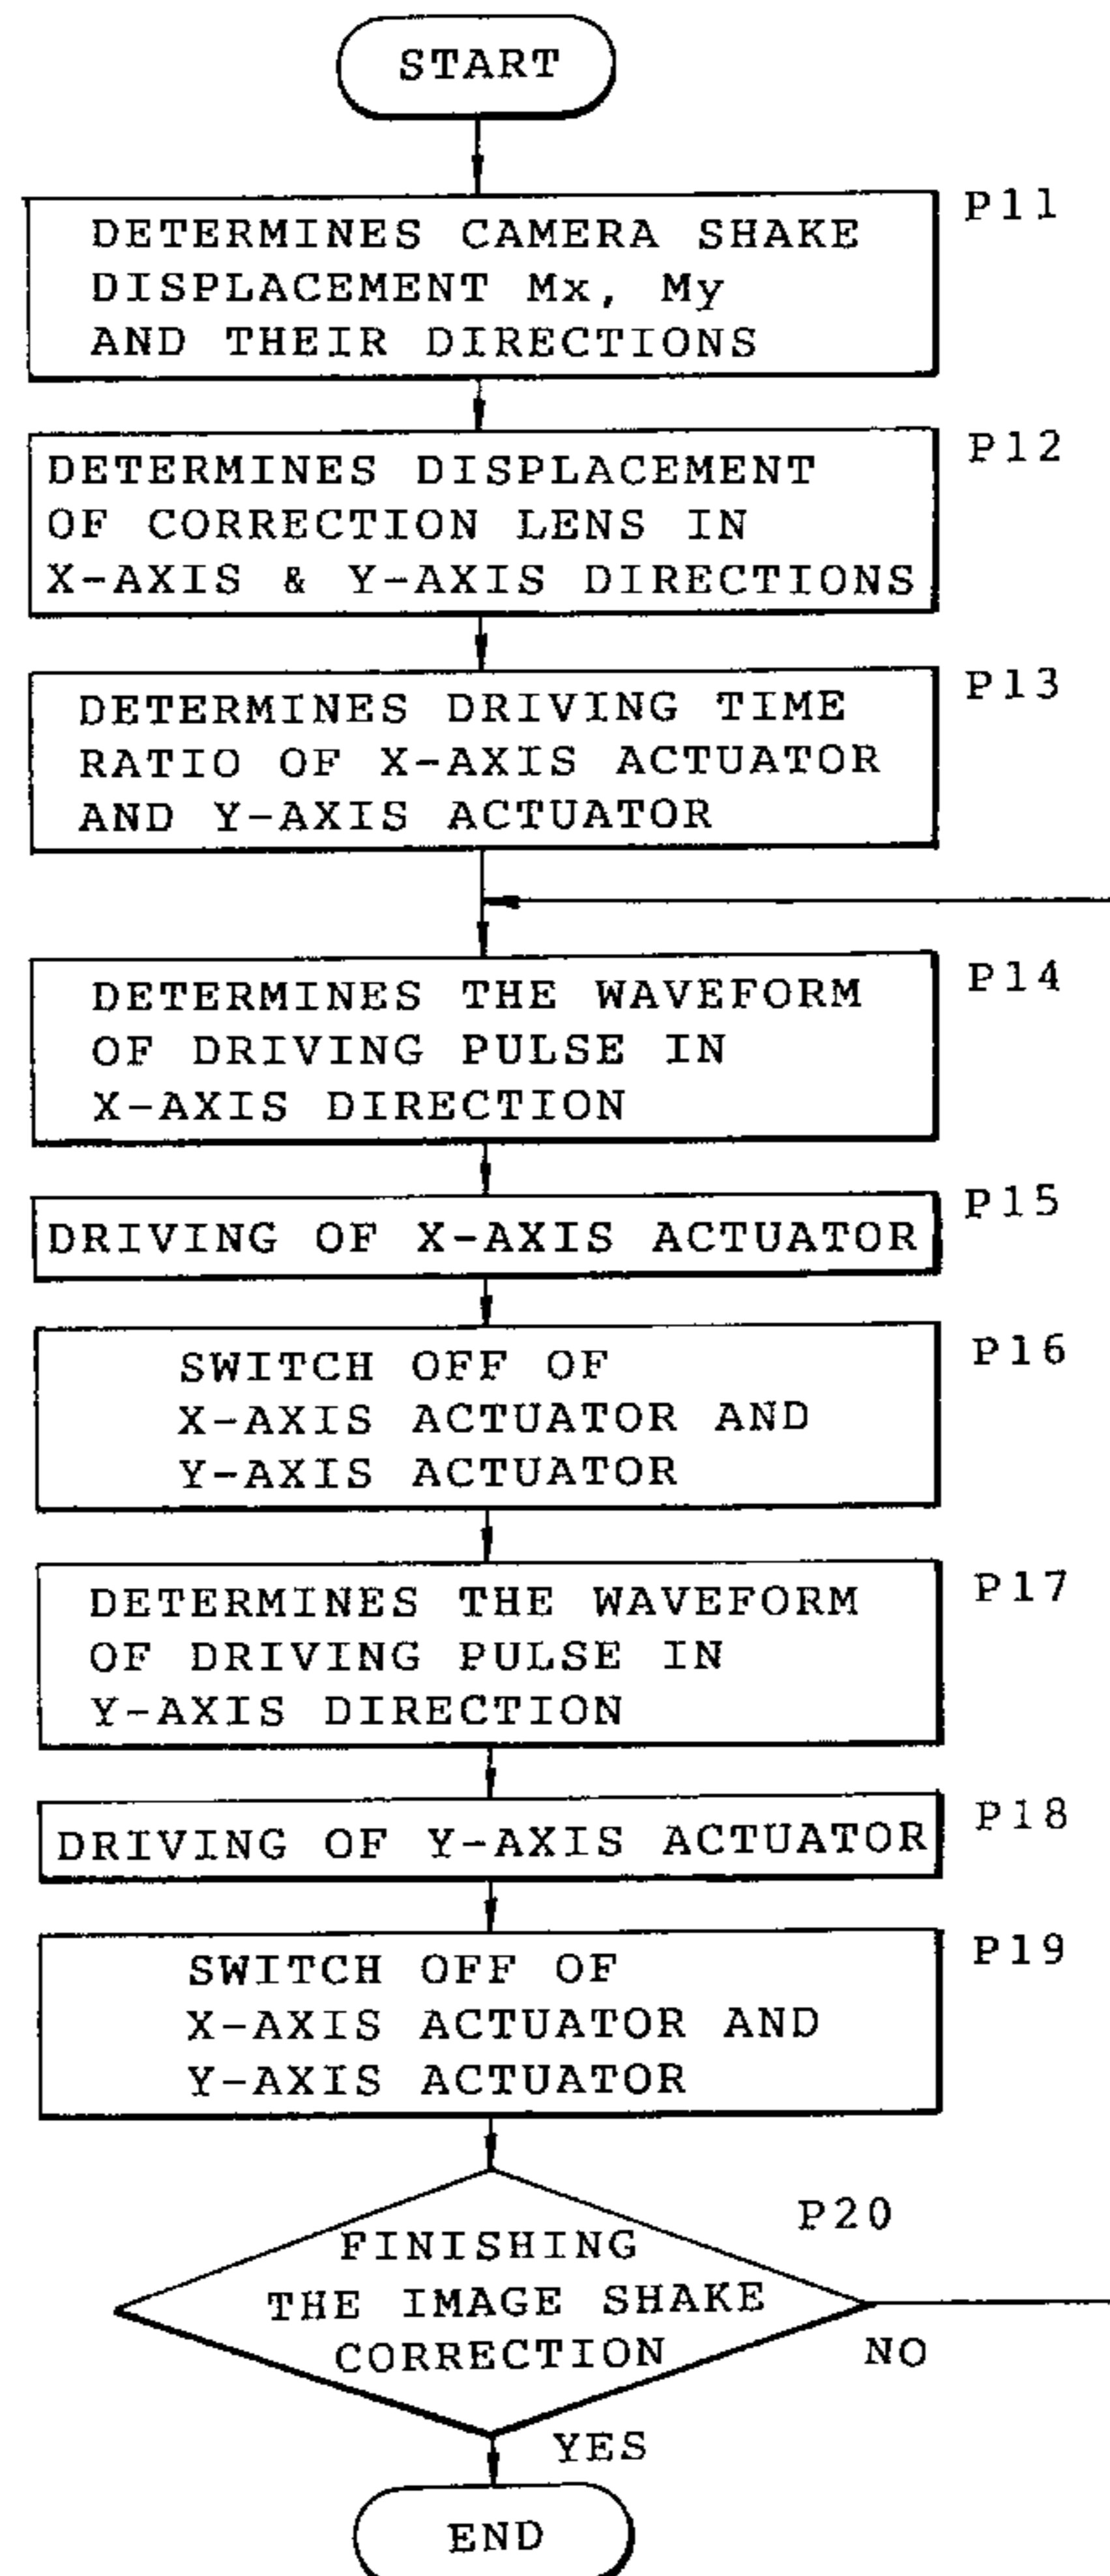 START
P11
DETERMINES CAMERA SHAKE
DISPLACEMENT Mx, My
AND THEIR DIRECTIONS
P12
DETERMINES DISPLACEMENT
OF CORRECTION LENS IN
X-AXIS & Y-AXIS DIRECTIONS
P13
DETERMINES DRIVING TIME
RATIO OF X-AXIS ACTUATOR
AND Y-AXIS ACTUATOR
P14
DETERMINES THE WAVEFORM
OF DRIVING PULSE IN
X-AXIS DIRECTION
P15
DRIVING OF X-AXIS ACTUATOR
P16
SWITCH OFF OF
X-AXIS ACTUATOR AND
Y-AXIS ACTUATOR
P17
DETERMINES THE WAVEFORM
OF DRIVING PULSE IN
Y-AXIS DIRECTION
P18
DRIVING OF Y-AXIS ACTUATOR
P19
SWITCH OFF OF
X-AXIS ACTUATOR AND
Y-AXIS ACTUATOR
P20
FINISHING
THE IMAGE SHAKE
CORRECTION
NO
YES
END